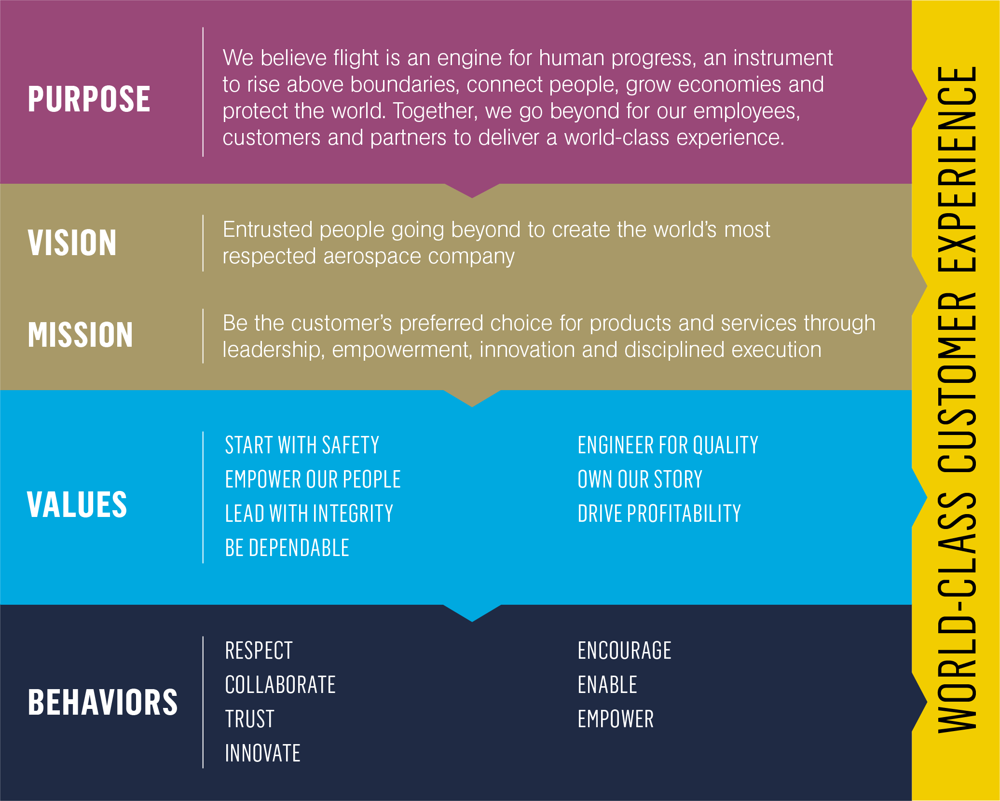 PURPOSE
We believe flight is an engine for human progress, an instrument
to rise above boundaries, connect people, grow economies and
protect the world. Together, we go beyond for our employees,
customers and partners to deliver a world-class experience.
VISION
Entrusted people going beyond to create the world’s most
respected aerospace company
MISSION
Be the customer’s preferred choice for products and services through
leadership, empowerment, innovation and disciplined execution
VALUES
START WITH SAFETY
EMPOWER OUR PEOPLE
LEAD WITH INTEGRITY
BE DEPENDABLE
ENGINEER FOR QUALITY
OWN OUR STORY
DRIVE PROFITABILITY
BEHAVIORS
RESPECT
COLLABORATE
TRUST
INNOVATE
ENCOURAGE
ENABLE
EMPOWER
WORLD-CLASS CUSTOMER EXPERIENCE